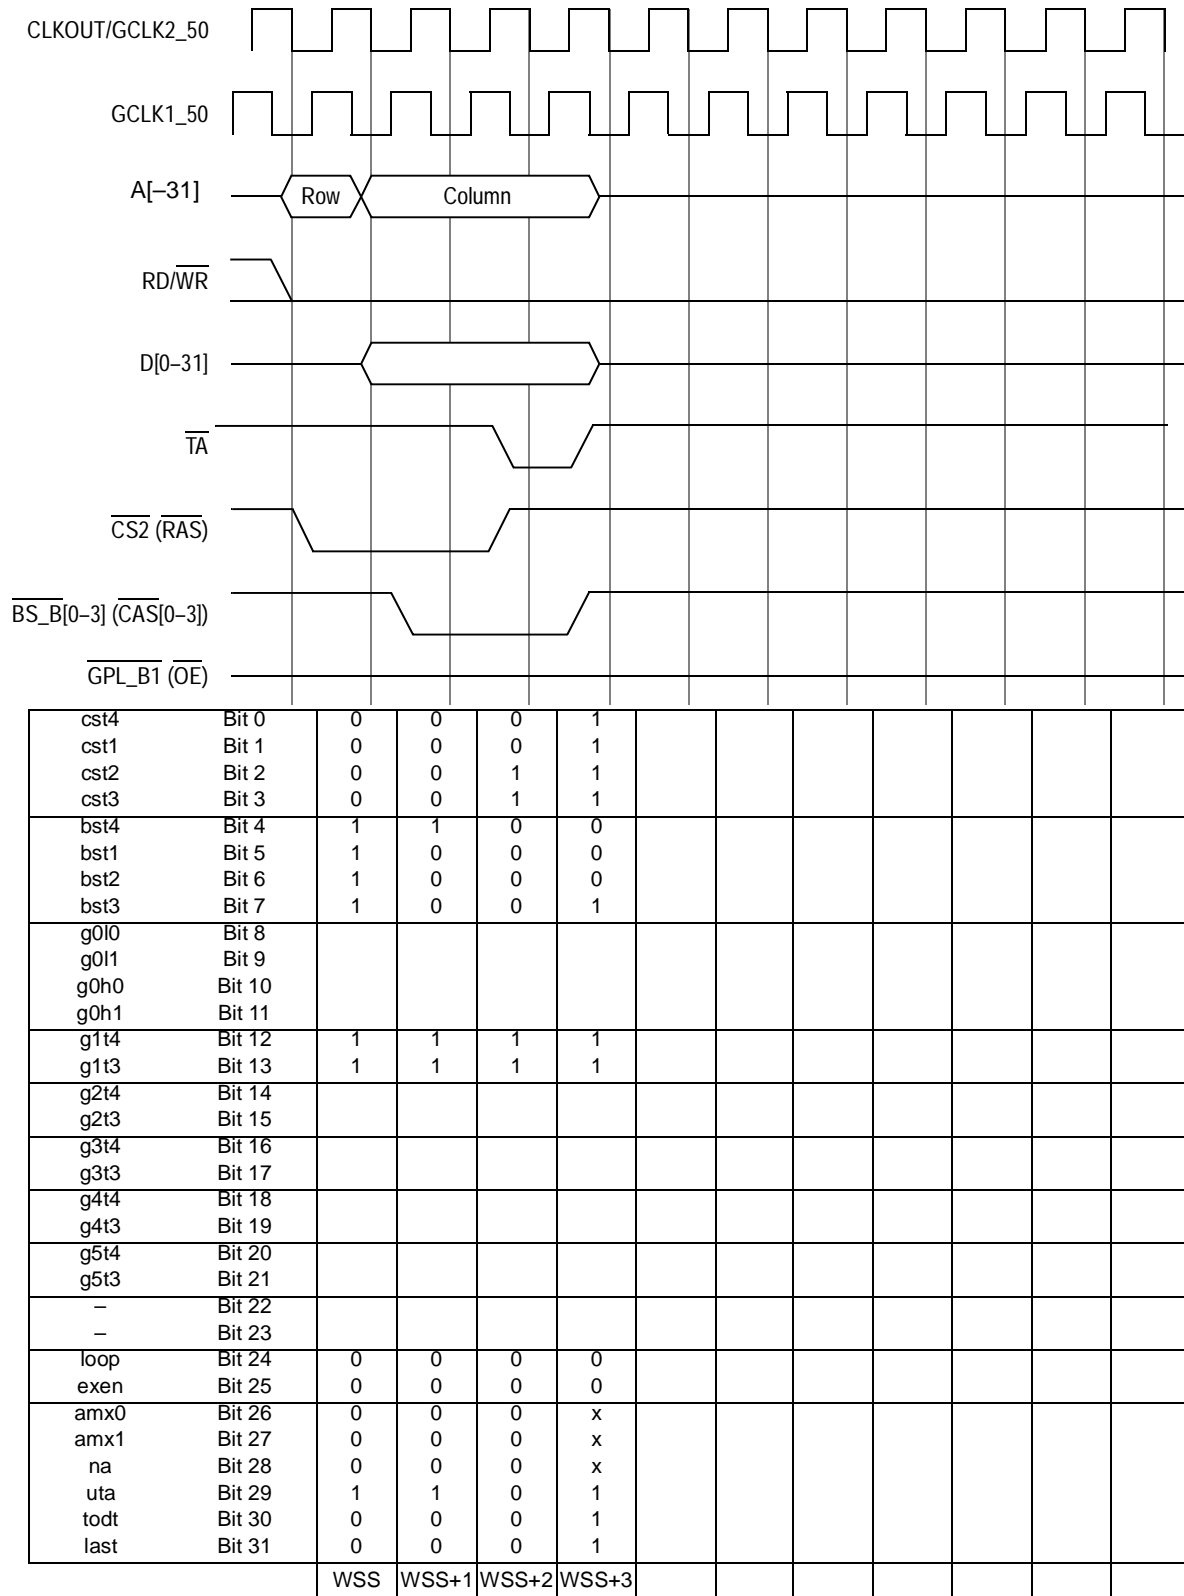 CLKOUT/GCLK2_50
GCLK1_50
A[–31] Row Column
RD/WR
D[0–31]
TA
CS2 (RAS)
BS_B[0–3] (CAS[0–3])
GPL_B1 (OE)
cst4 Bit 0 0 0 0 1
cst1 Bit 1 0 0 0 1
cst2 Bit 2 0 0 1 1
cst3 Bit 3 0 0 1 1
bst4 Bit 4 1 1 0 0
bst1 Bit 5 1 0 0 0
bst2 Bit 6 1 0 0 0
bst3 Bit 7 1 0 0 1
g0l0 Bit 8
g0l1 Bit 9
g0h0 Bit 10
g0h1 Bit 11
g1t4 Bit 12 1 1 1 1
g1t3 Bit 13 1 1 1 1
g2t4 Bit 14
g2t3 Bit 15
g3t4 Bit 16
g3t3 Bit 17
g4t4 Bit 18
g4t3 Bit 19
g5t4 Bit 20
g5t3 Bit 21
– Bit 22
– Bit 23
loop Bit 24 0 0 0 0
exen Bit 25 0 0 0 0
amx0 Bit 26 0 0 0 x
amx1 Bit 27 0 0 0 x
na Bit 28 0 0 0 x
uta Bit 29 1 1 0 1
todt Bit 30 0 0 0 1
last Bit 31 0 0 0 1
WSS WSS+1 WSS+2 WSS+3